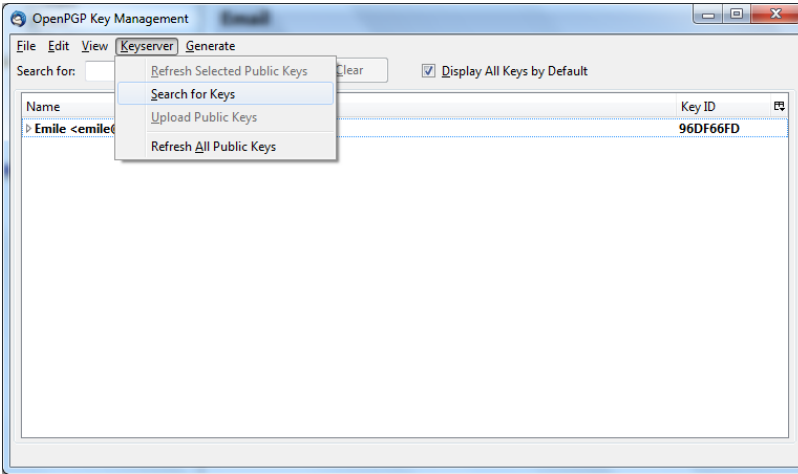 OpenPGP Key Management
Email
File Edit View Keyserver Generate
Search for: Clear Display All Keys by Default
Refresh Selected Public Keys
Search for Keys
Upload Public Keys
Refresh All Public Keys
Name Key ID
Emile <emile@ 96DF66FD